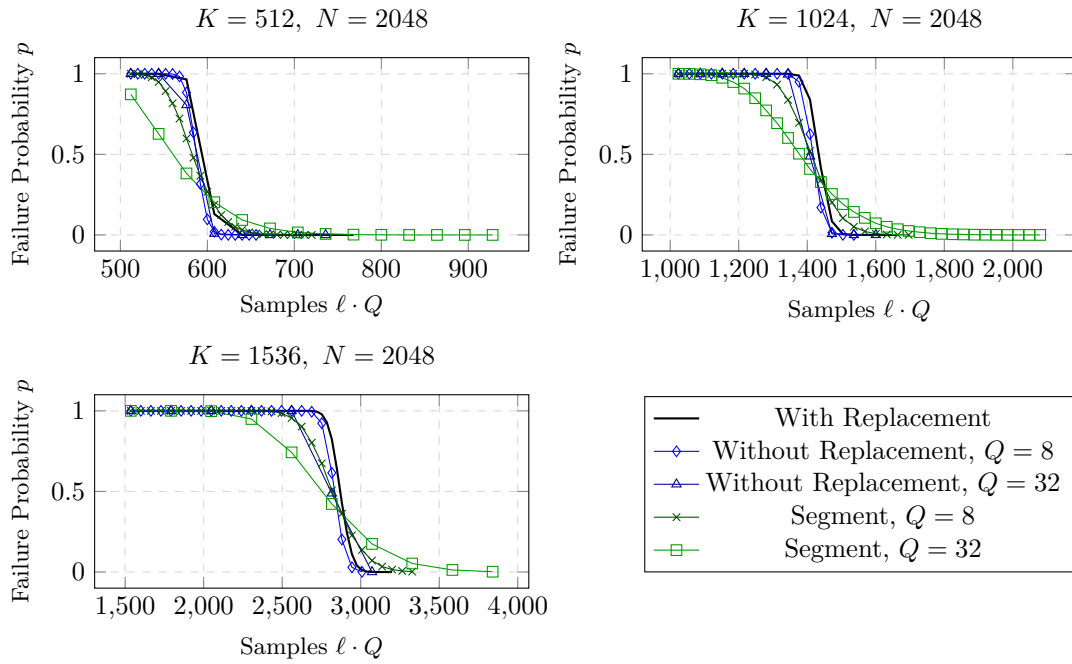 K = 512, N = 2048
Failure Probability p
1
0.5
0
500 600 700 800 900
Samples ℓ · Q
K = 1024, N = 2048
Failure Probability p
1
0.5
0
1,000 1,200 1,400 1,600 1,800 2,000
Samples ℓ · Q
K = 1536, N = 2048
Failure Probability p
1
0.5
0
1,500 2,000 2,500 3,000 3,500 4,000
Samples ℓ · Q
With Replacement
Without Replacement, Q = 8
Without Replacement, Q = 32
Segment, Q = 8
Segment, Q = 32